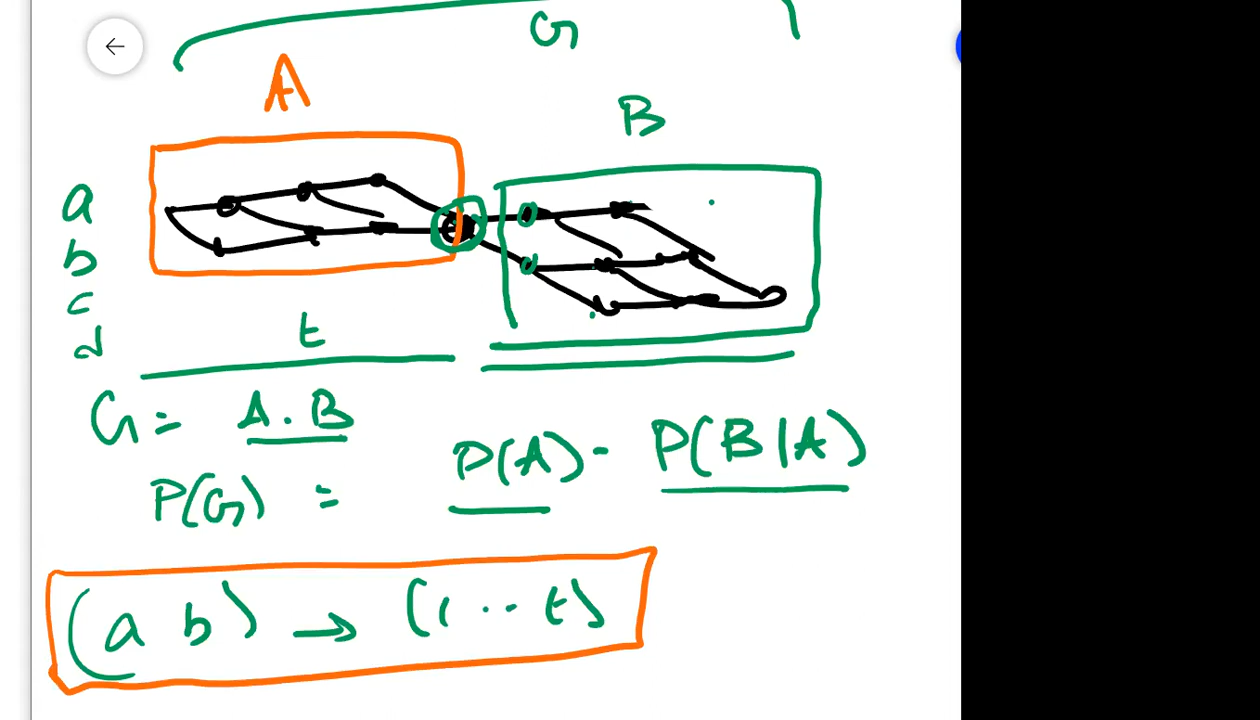 G
A
B
a
b
c
d
t
G = A . B
P(G) = P(A) - P(B|A)
(a b) → (1 .. t)